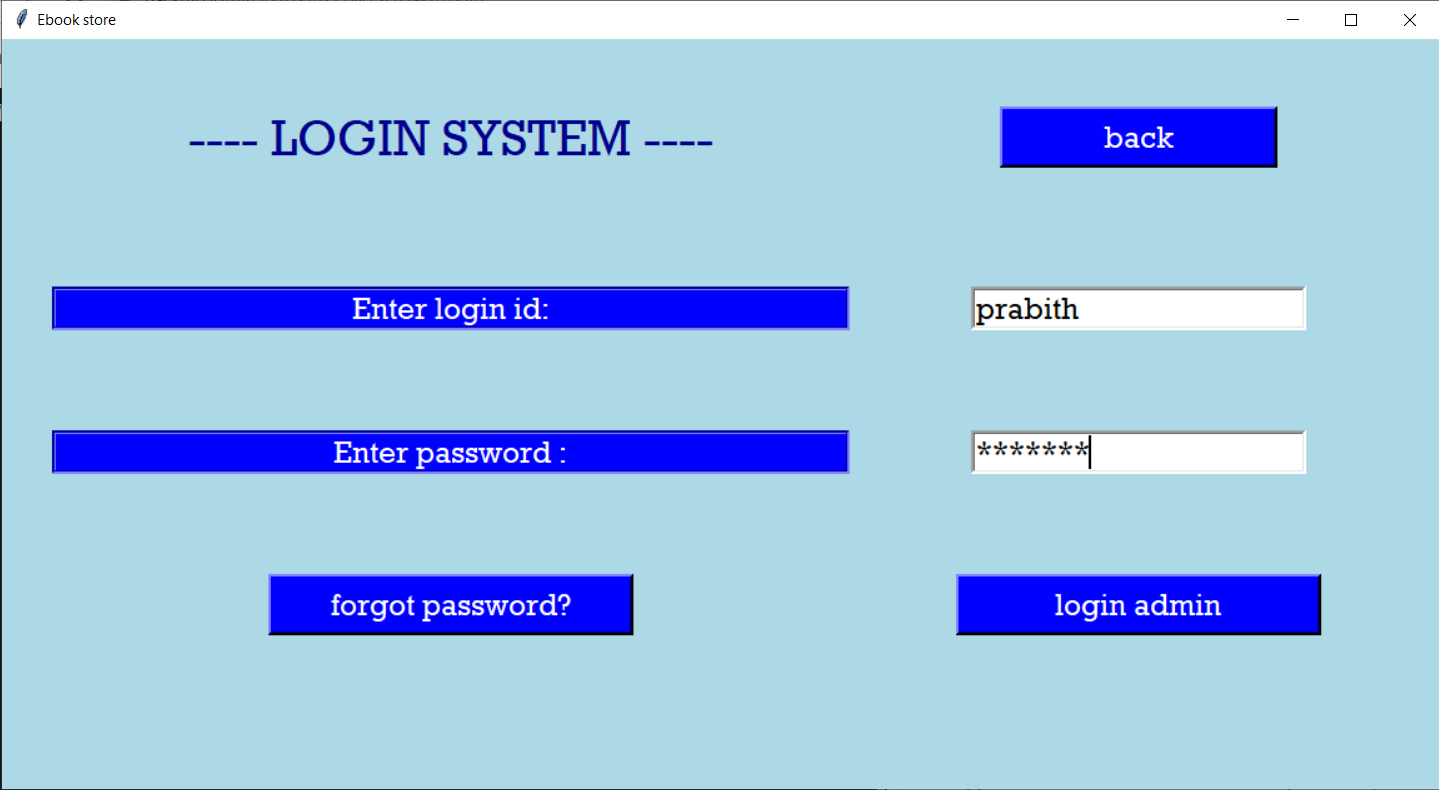 Ebook store
---- LOGIN SYSTEM ----
back
Enter login id:
prabith
Enter password :
*******
forgot password?
login admin